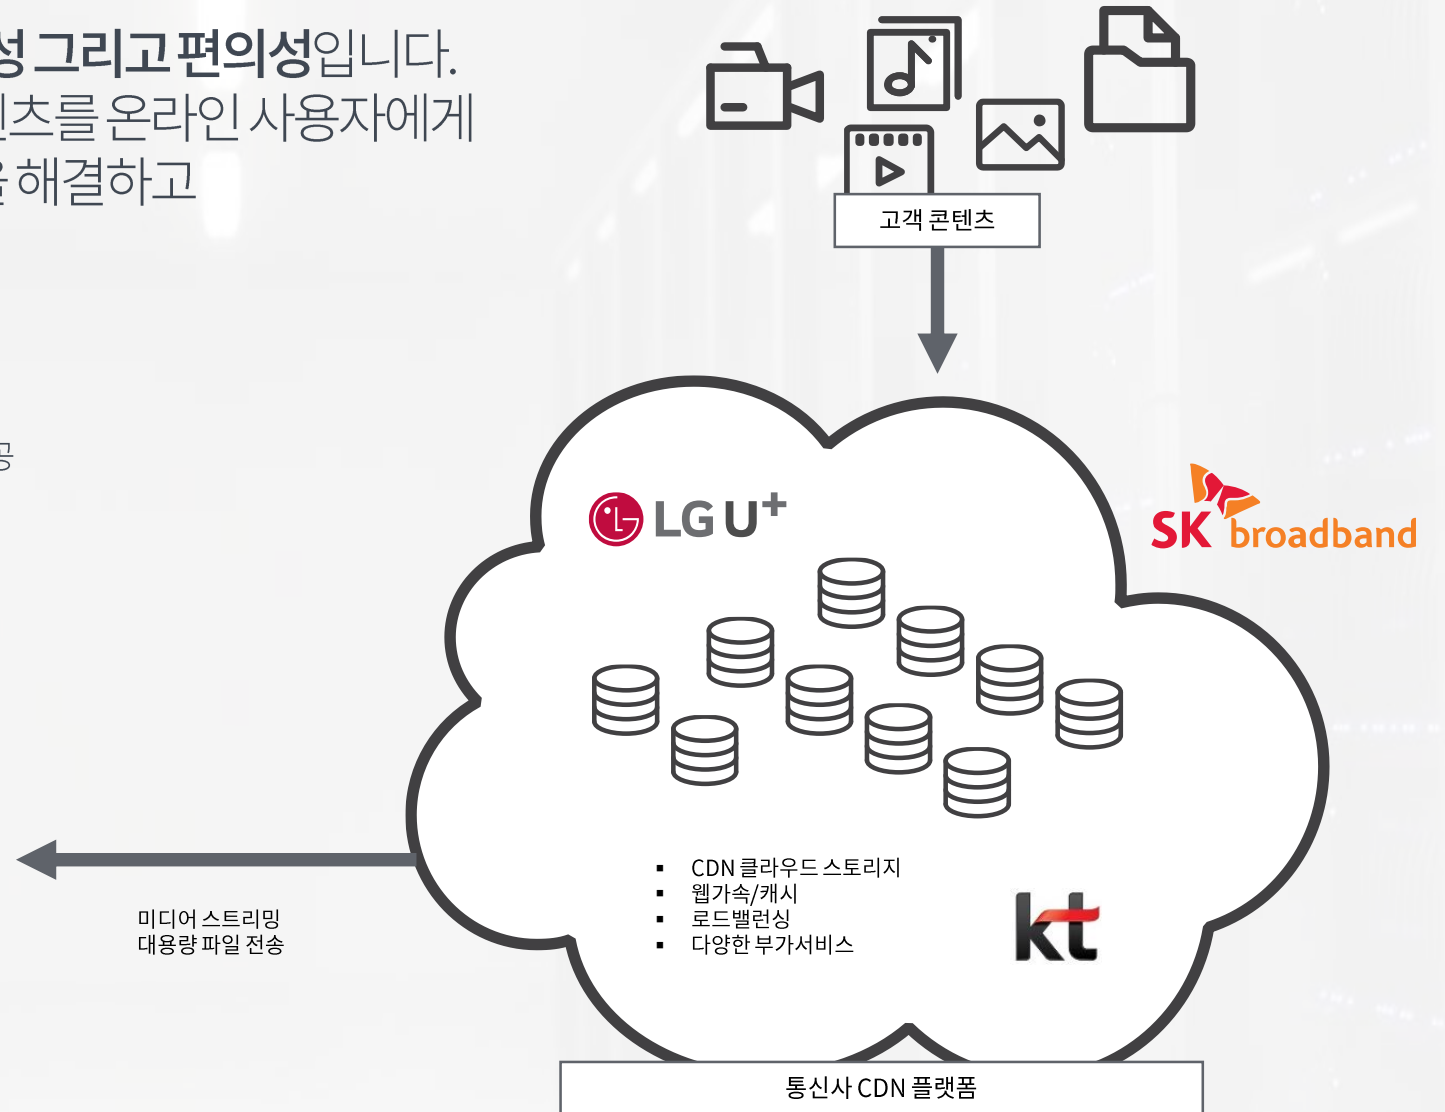 성 그리고 편의성입니다.
츠를 온라인 사용자에게
해결하고
고객 콘텐츠
공
LG U+
SK broadband
CDN 클라우드 스토리지
웹가속/캐시
로드밸런싱
다양한 부가서비스
kt
미디어 스트리밍
대용량 파일 전송
통신사 CDN 플랫폼